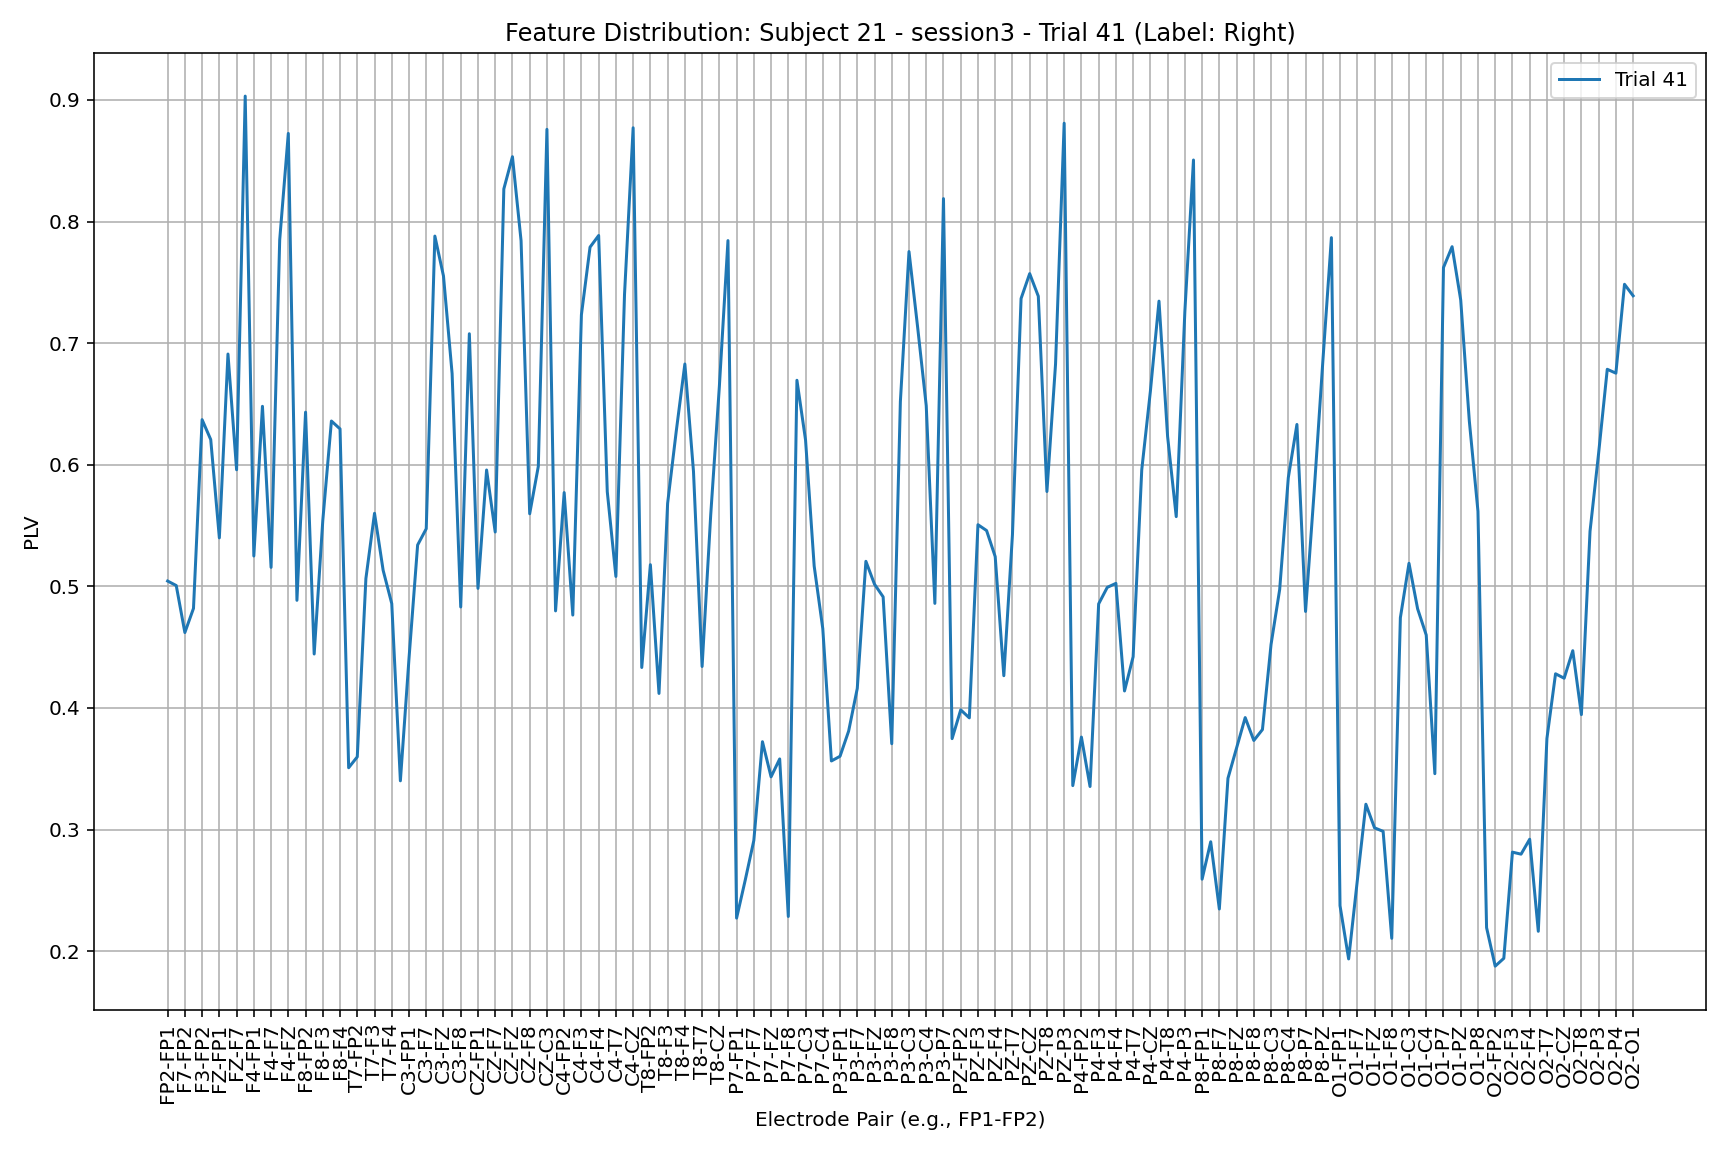 Feature Distribution: Subject 21 - session3 - Trial 41 (Label: Right)
Trial 41
PLV
0.9
0.8
0.7
0.6
0.5
0.4
0.3
0.2
FP2-FP1
F7-FP2
F3-FP2
FZ-FP1
FZ-F7
F4-FP1
F4-F7
F4-FZ
F8-FP2
F8-F3
F8-F4
T7-FP2
T7-F3
T7-F4
C3-FP1
C3-F7
C3-FZ
C3-F8
CZ-FP1
CZ-F7
CZ-FZ
CZ-F8
CZ-C3
C4-FP2
C4-F3
C4-F4
C4-T7
C4-CZ
T8-FP2
T8-F3
T8-F4
T8-T7
T8-CZ
P7-FP1
P7-F7
P7-FZ
P7-F8
P7-C3
P7-C4
P3-FP1
P3-F7
P3-FZ
P3-F8
P3-C3
P3-C4
P3-P7
PZ-FP2
PZ-F3
PZ-F4
PZ-T7
PZ-CZ
PZ-T8
PZ-P3
P4-FP2
P4-F3
P4-F4
P4-T7
P4-CZ
P4-T8
P4-P3
P8-FP1
P8-F7
P8-FZ
P8-F8
P8-C3
P8-C4
P8-P7
P8-PZ
O1-FP1
O1-F7
O1-FZ
O1-F8
O1-C3
O1-C4
O1-P7
O1-PZ
O1-P8
O2-FP2
O2-F3
O2-F4
O2-T7
O2-CZ
O2-T8
O2-P3
O2-P4
O2-O1
Electrode Pair (e.g., FP1-FP2)